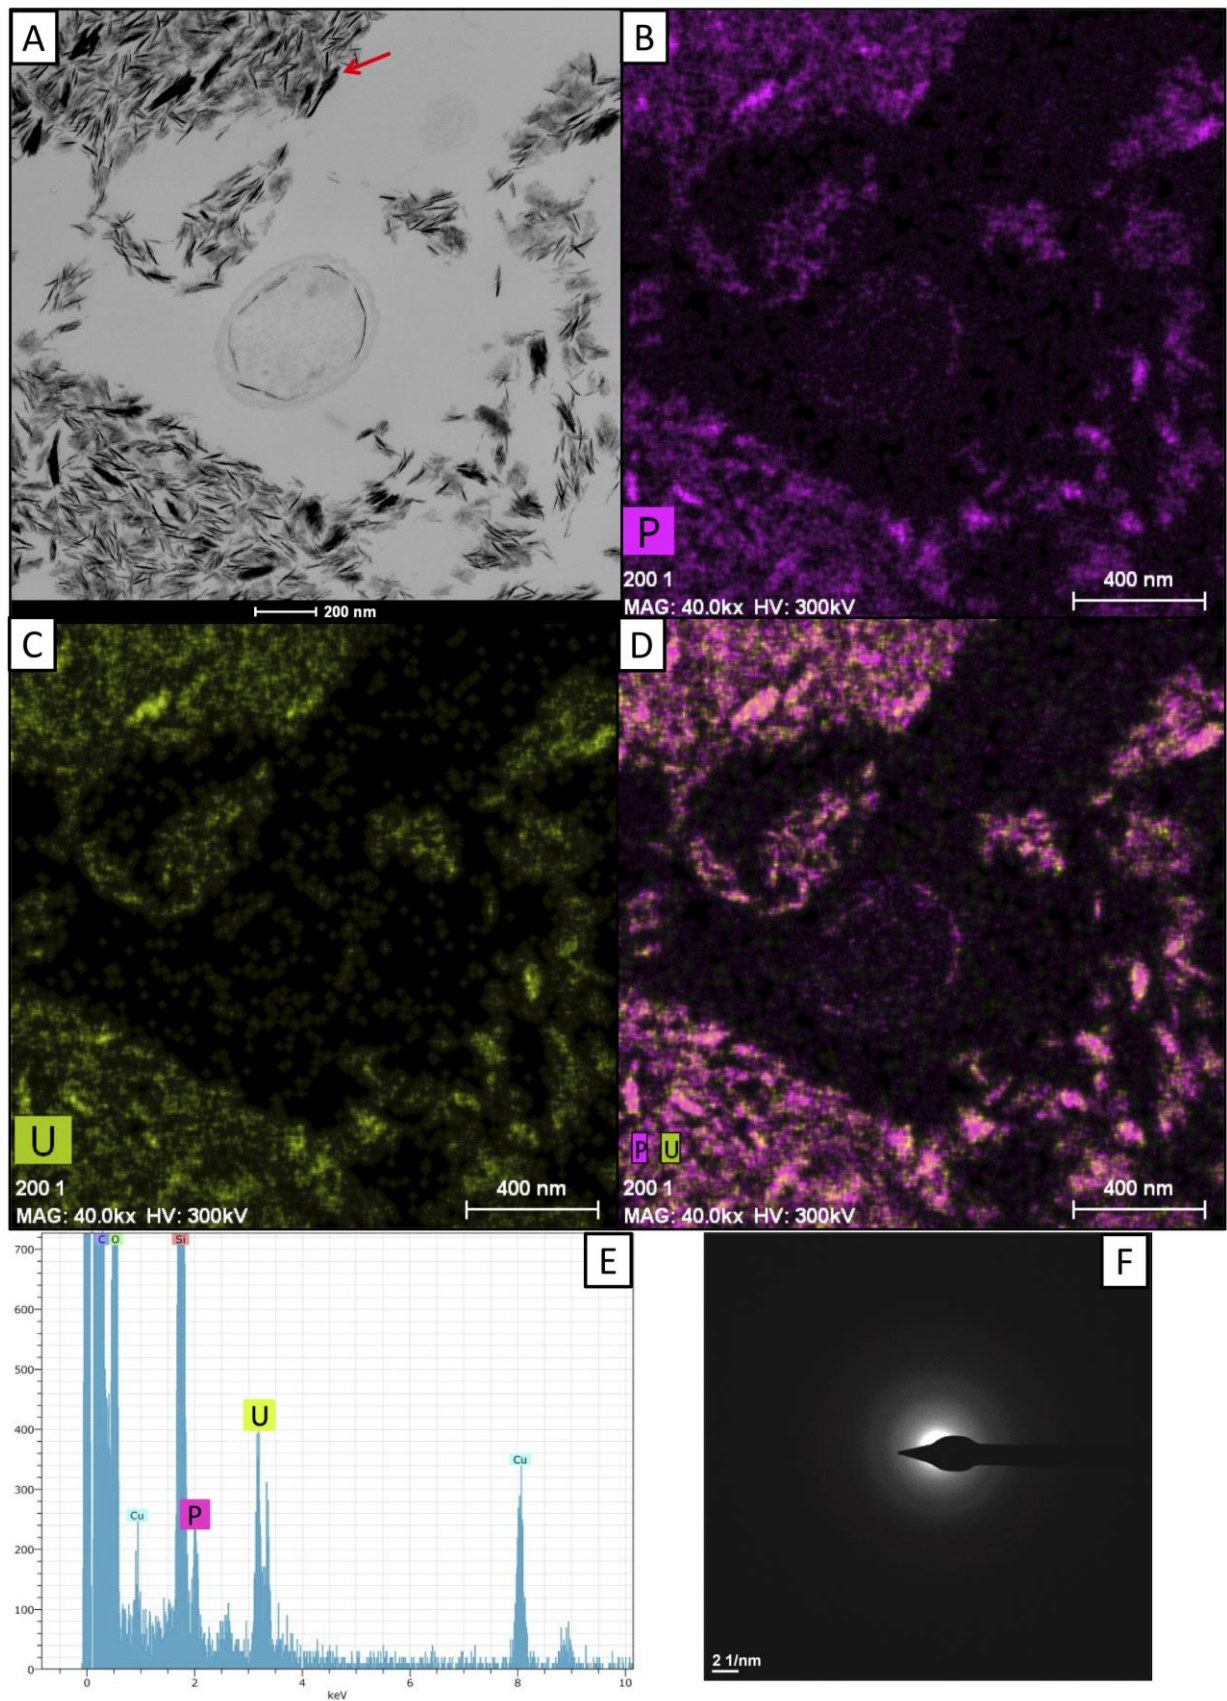 A
B
200 nm
P
200 1
400 nm
MAG: 40.0kx HV: 300kV
C
D
U
200 1
400 nm
MAG: 40.0kx HV: 300kV
P U
200 1
400 nm
MAG: 40.0kx HV: 300kV
E
C O Si
700
600
500
400
300
200
100
0
U
Cu
Cu
P
0 2 4 6 8 10
keV
F
2 1/nm